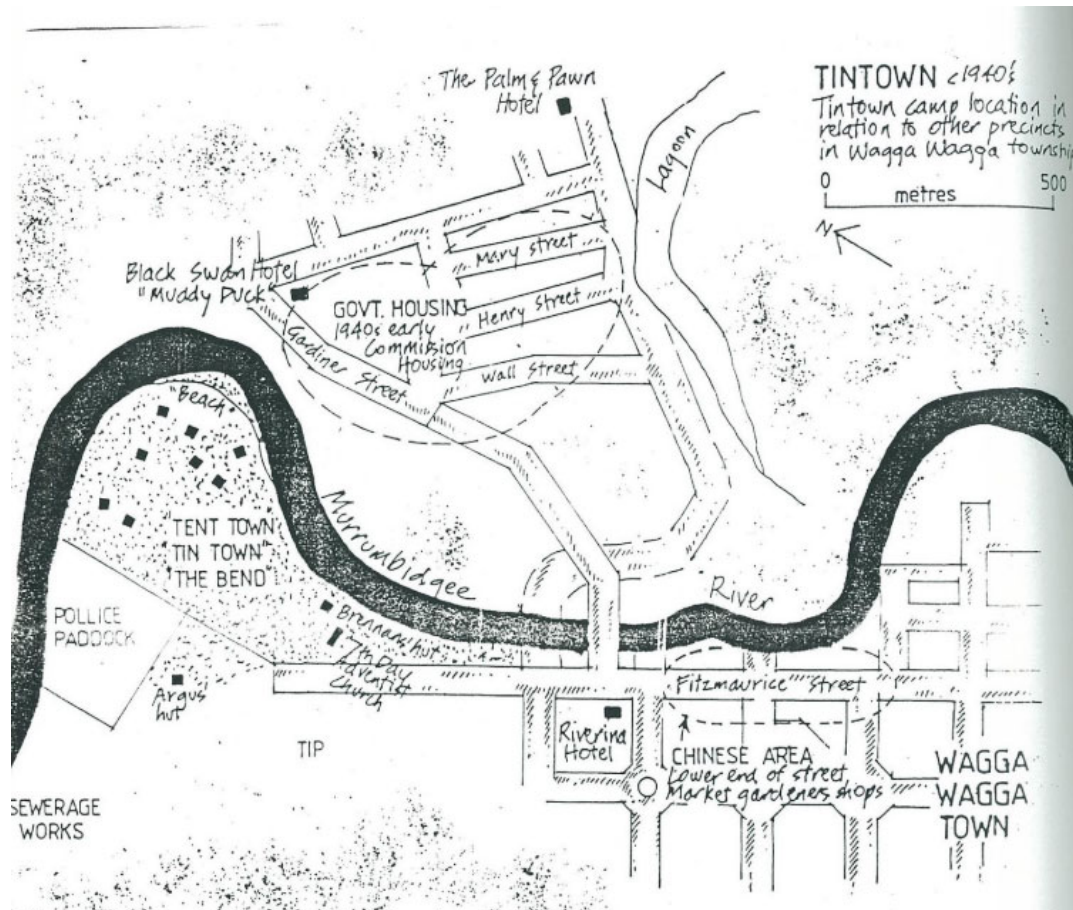 The Palm & Pawn
Hotel
TINTOWN c1940's
Tintown camp location in
relation to other precincts
in Wagga Wagga township
0
500
metres
N
Lagoon
Mary Street
Henry Street
Wall Street
Black Swan Hotel
"Muddy Duck"
GOVT. HOUSING
1940s early
Commission
Housing
Gardiner Street
"Beach"
"TENT TOWN"
"TIN TOWN"
"THE BEND"
Murrumbidgee
River
POLLICE
PADDOCK
Brennans hut
7th Day
Adventist
Church
Argus'
hut
TIP
SEWERAGE
WORKS
Riverina
Hotel
Fitzmaurice Street
CHINESE AREA
Lower end of street,
Market gardeners shops
WAGGA
WAGGA
TOWN